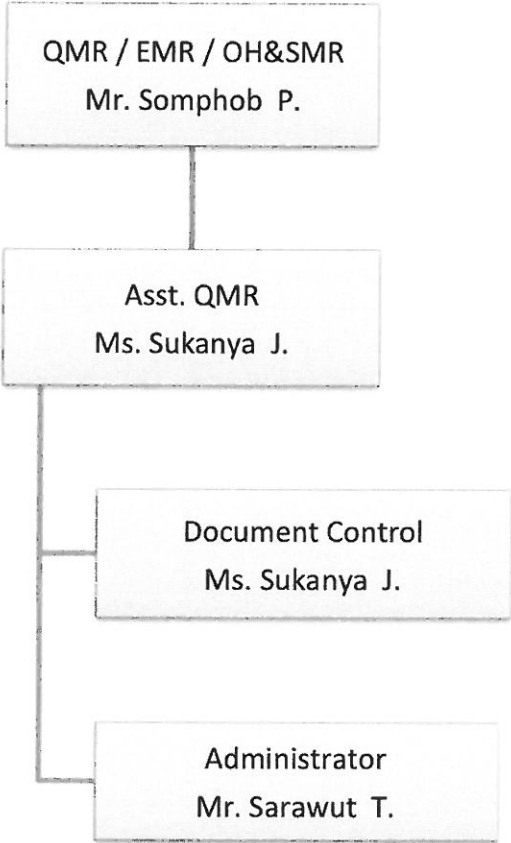 QMR / EMR / OH&SMR
Mr. Somphob P.
Asst. QMR
Ms. Sukanya J.
Document Control
Ms. Sukanya J.
Administrator
Mr. Sarawut T.